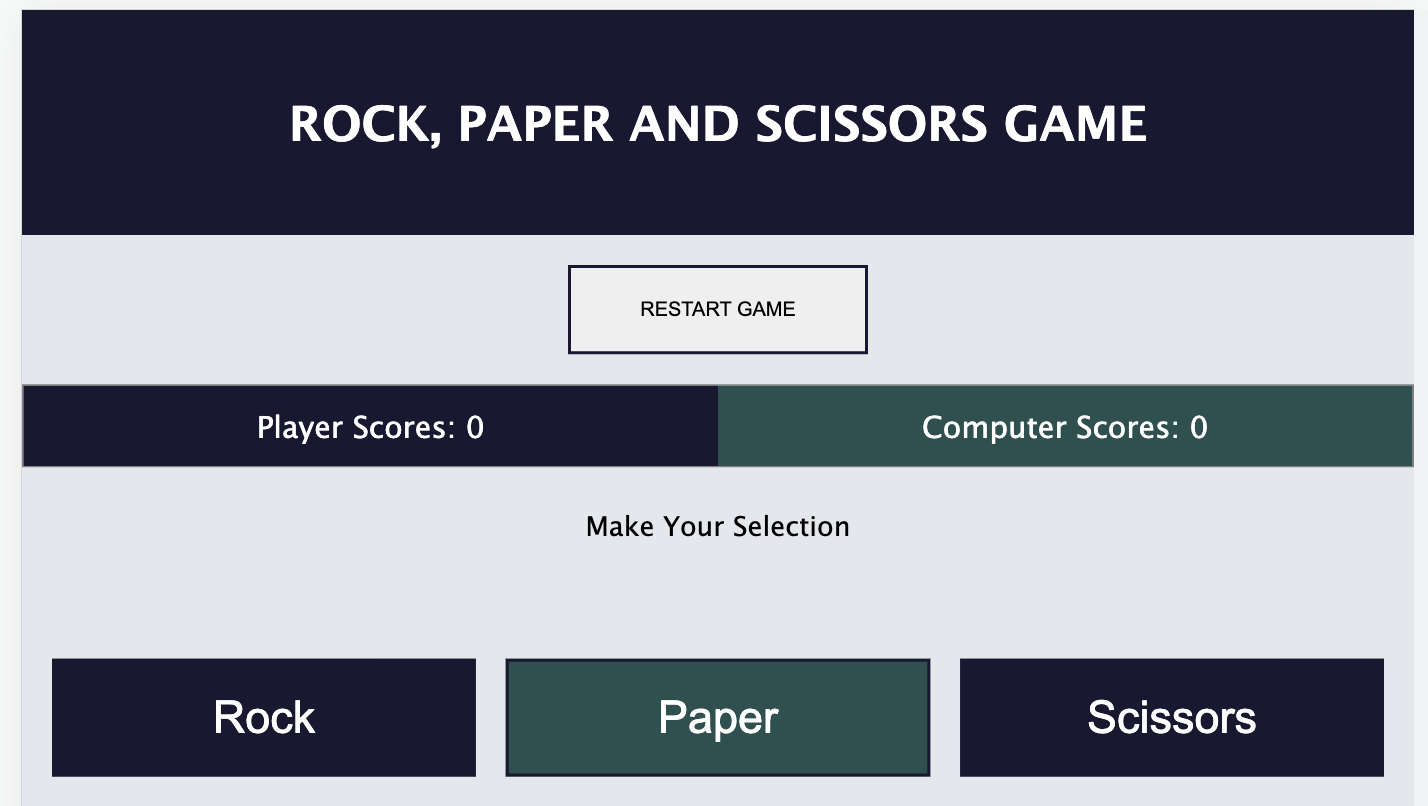 ROCK, PAPER AND SCISSORS GAME
RESTART GAME
Player Scores: 0
Computer Scores: 0
Make Your Selection
Rock
Paper
Scissors